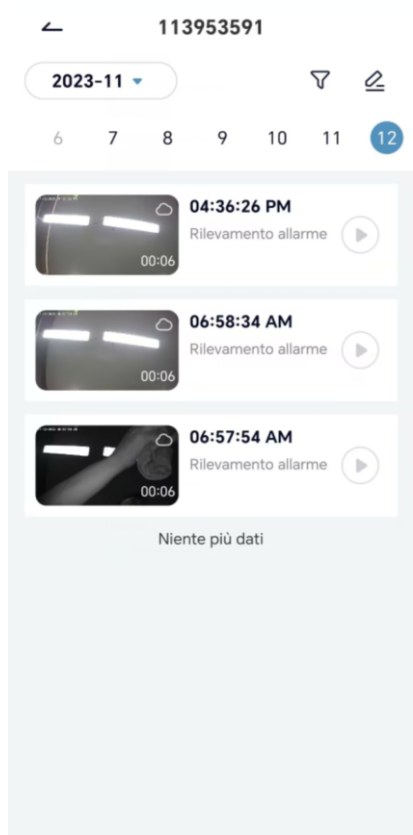 113953591
2023-11
6 7 8 9 10 11 12
04:36:26 PM
Rilevamento allarme
00:06
06:58:34 AM
Rilevamento allarme
00:06
06:57:54 AM
Rilevamento allarme
00:06
Niente più dati